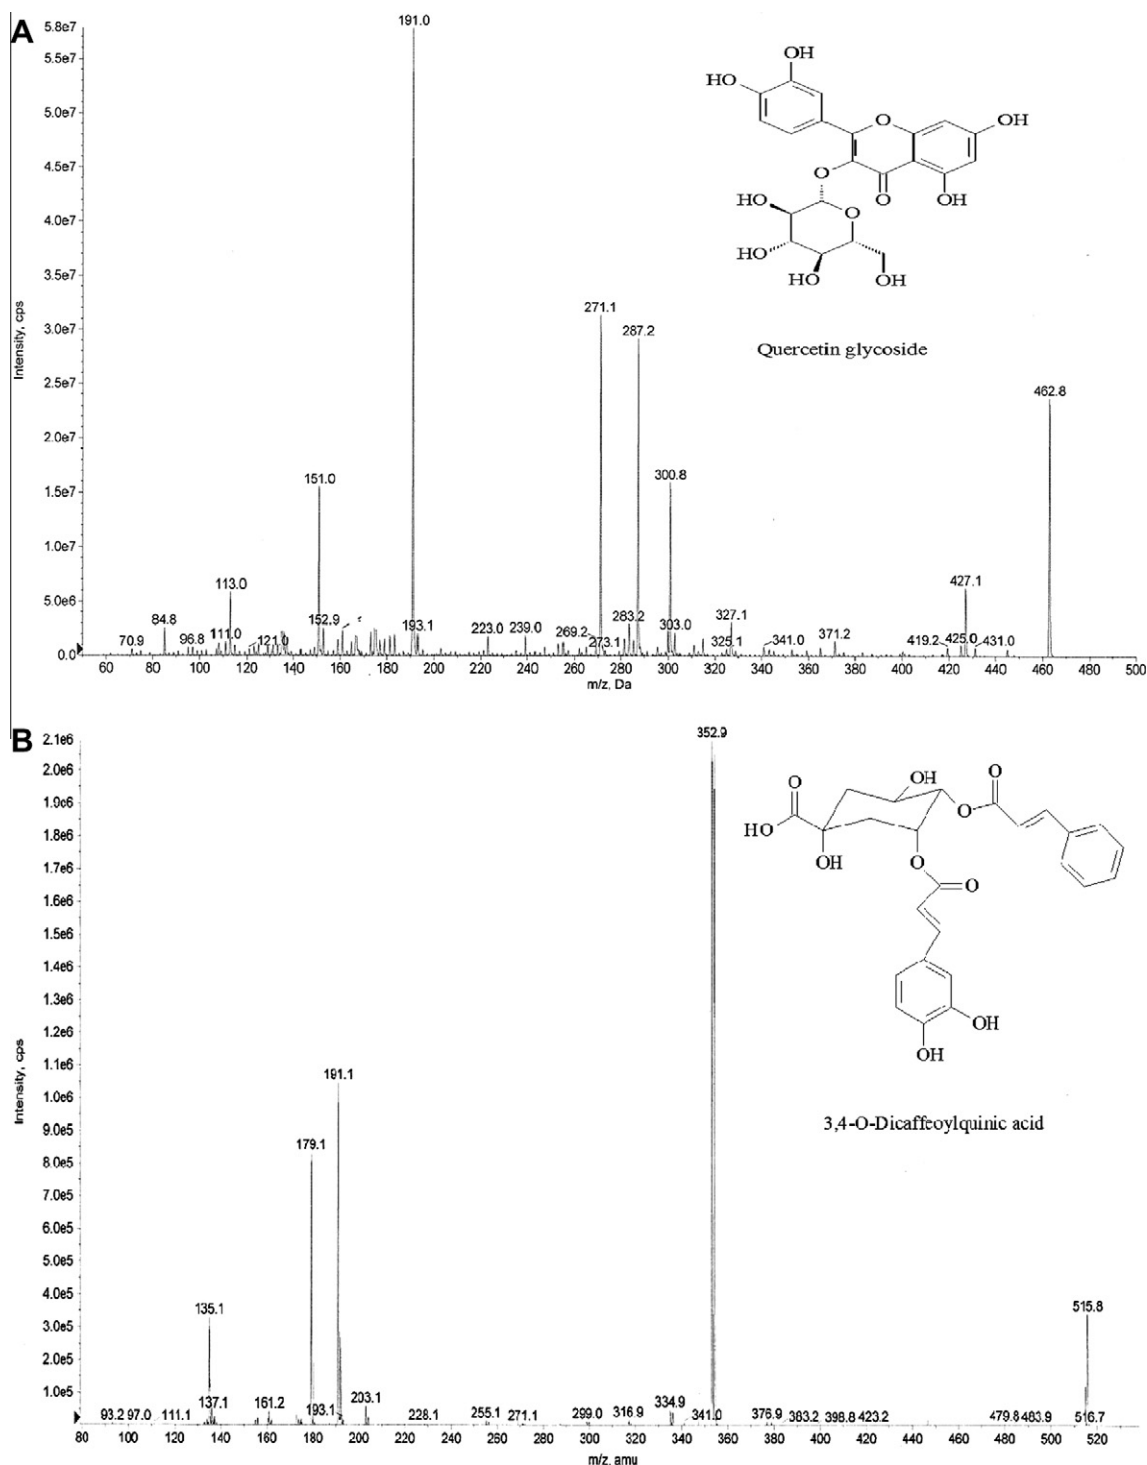 A
5.8e7
5.5e7
5.0e7
4.5e7
4.0e7
3.5e7
3.0e7
2.5e7
2.0e7
1.5e7
1.0e7
5.0e6
0.0
Intensity, cps
191.0
271.1
287.2
462.8
300.8
151.0
113.0
427.1
84.8
152.9
283.2
327.1
70.9
96.8
111.0
121.0
193.1
223.0
239.0
269.2
273.1
303.0
325.1
341.0
371.2
419.2
425.0
431.0
60 80 100 120 140 160 180 200 220 240 260 280 300 320 340 360 380 400 420 440 460 480 500
m/z, Da
OH
HO
O
OH
O
O
OH
HO
O
HO
HO
OH
Quercetin glycoside
B
2.1e6
2.0e6
1.9e6
1.8e6
1.7e6
1.6e6
1.6e6
1.5e6
1.4e6
1.3e6
1.2e6
1.1e6
1.0e6
9.0e5
8.0e5
7.0e5
6.0e5
5.0e5
4.0e5
3.0e5
2.0e5
1.0e5
Intensity, cps
352.9
191.1
179.1
135.1
515.8
137.1
161.2
203.1
334.9
93.2 97.0
111.1
193.1
228.1
255.1
271.1
299.0
316.9
341.0
376.9
383.2
398.8 423.2
479.8 483.9
516.7
80 100 120 140 160 180 200 220 240 260 280 300 320 340 360 380 400 420 440 460 480 500 520
m/z, amu
O
OH
O
HO
OH
O
O
O
OH
OH
3,4-O-Dicaffeoylquinic acid